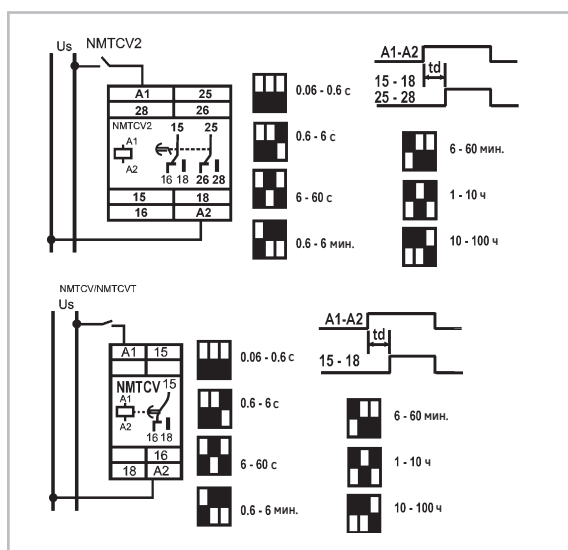 Us
NMTCV2
A1 25
28 26
NMTCV2 15 25
A1
A2
16 18 26 28
15 18
16 A2
0.06 - 0.6 с
0.6 - 6 с
6 - 60 с
0.6 - 6 мин.
A1-A2
td
15 - 18
25 - 28
6 - 60 мин.
1 - 10 ч
10 - 100 ч
NMTCV/NMTCVT
Us
A1 15
NMTCV 15
A1
A2
16 18
16
18 A2
0.06 - 0.6 с
0.6 - 6 с
6 - 60 с
0.6 - 6 мин.
A1-A2
td
15 - 18
6 - 60 мин.
1 - 10 ч
10 - 100 ч